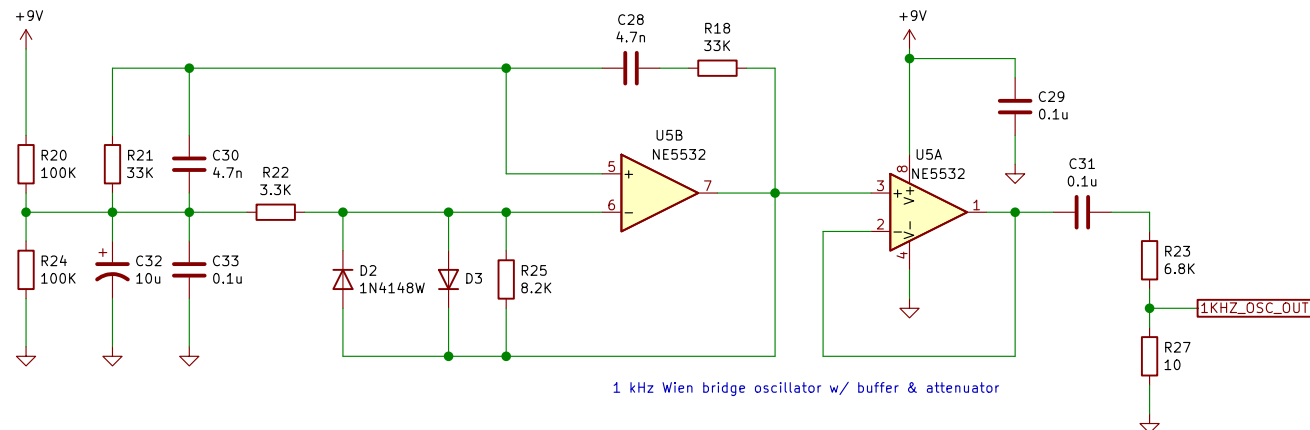 +9V
C28
4.7n
R18
33K
+9V
C29
0.1u
R20
100K
R21
33K
C30
4.7n
R22
3.3K
U5B
NE5532
5
+
7
6
−
U5A
NE5532
8
V+
3
+
1
2
−
V-
4
C31
0.1u
R24
100K
+
C32
10u
C33
0.1u
D2
1N4148W
D3
R25
8.2K
R23
6.8K
1KHZ_OSC_OUT
R27
10
1 kHz Wien bridge oscillator w/ buffer & attenuator